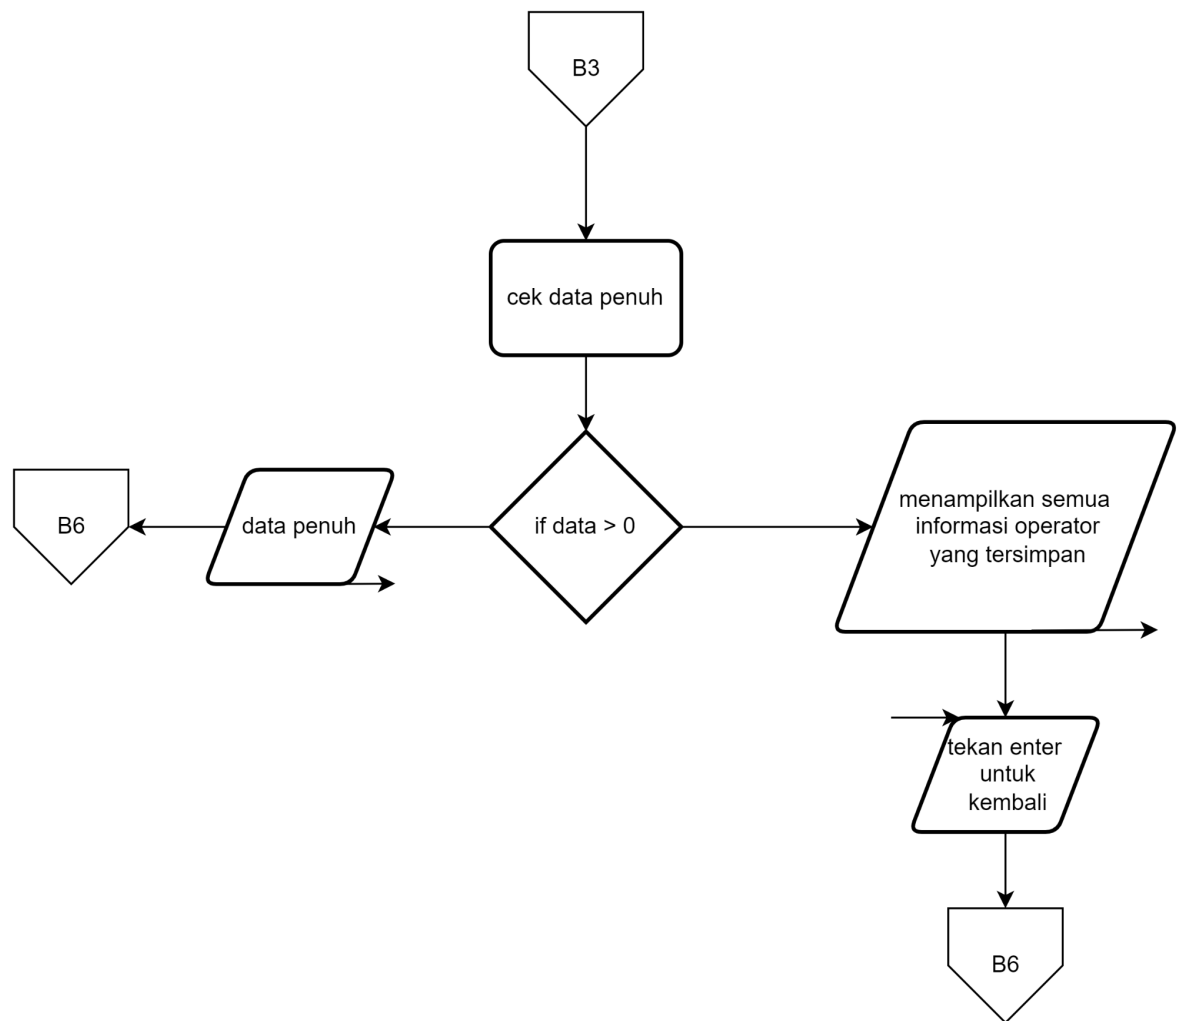 B3
cek data penuh
if data > 0
data penuh
B6
menampilkan semua
informasi operator
yang tersimpan
tekan enter
untuk
kembali
B6